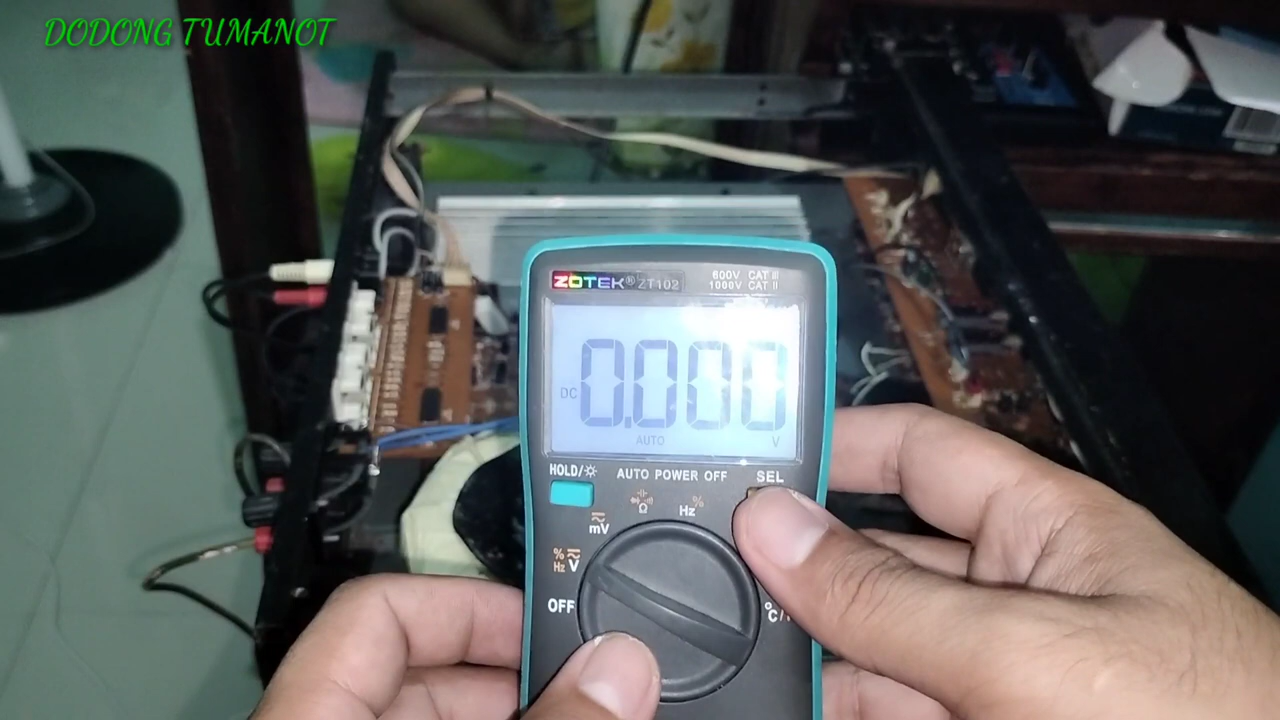 DODONG TUMANOT
ZOTEK® ZT102
600V CAT III
1000V CAT II
DC
0.000
AUTO
V
HOLD/
AUTO POWER OFF
SEL
Hz%
Ω
mV
%
Hz
V
OFF
°C/